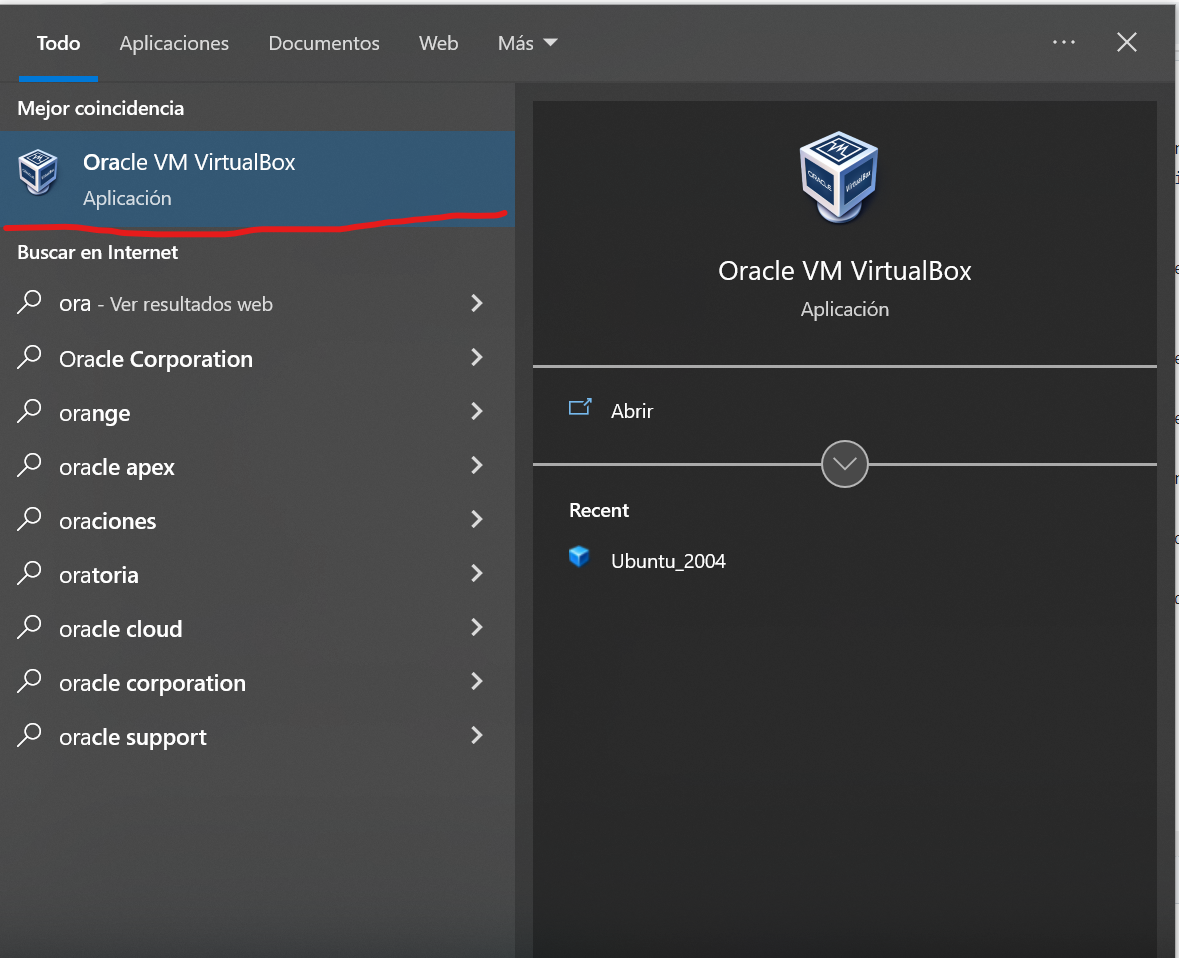 Todo Aplicaciones Documentos Web Más
Mejor coincidencia
Oracle VM VirtualBox
Aplicación
Buscar en Internet
ora - Ver resultados web
Oracle Corporation
orange
oracle apex
oraciones
oratoria
oracle cloud
oracle corporation
oracle support
ORACLE VirtualBox
Oracle VM VirtualBox
Aplicación
Abrir
Recent
Ubuntu_2004